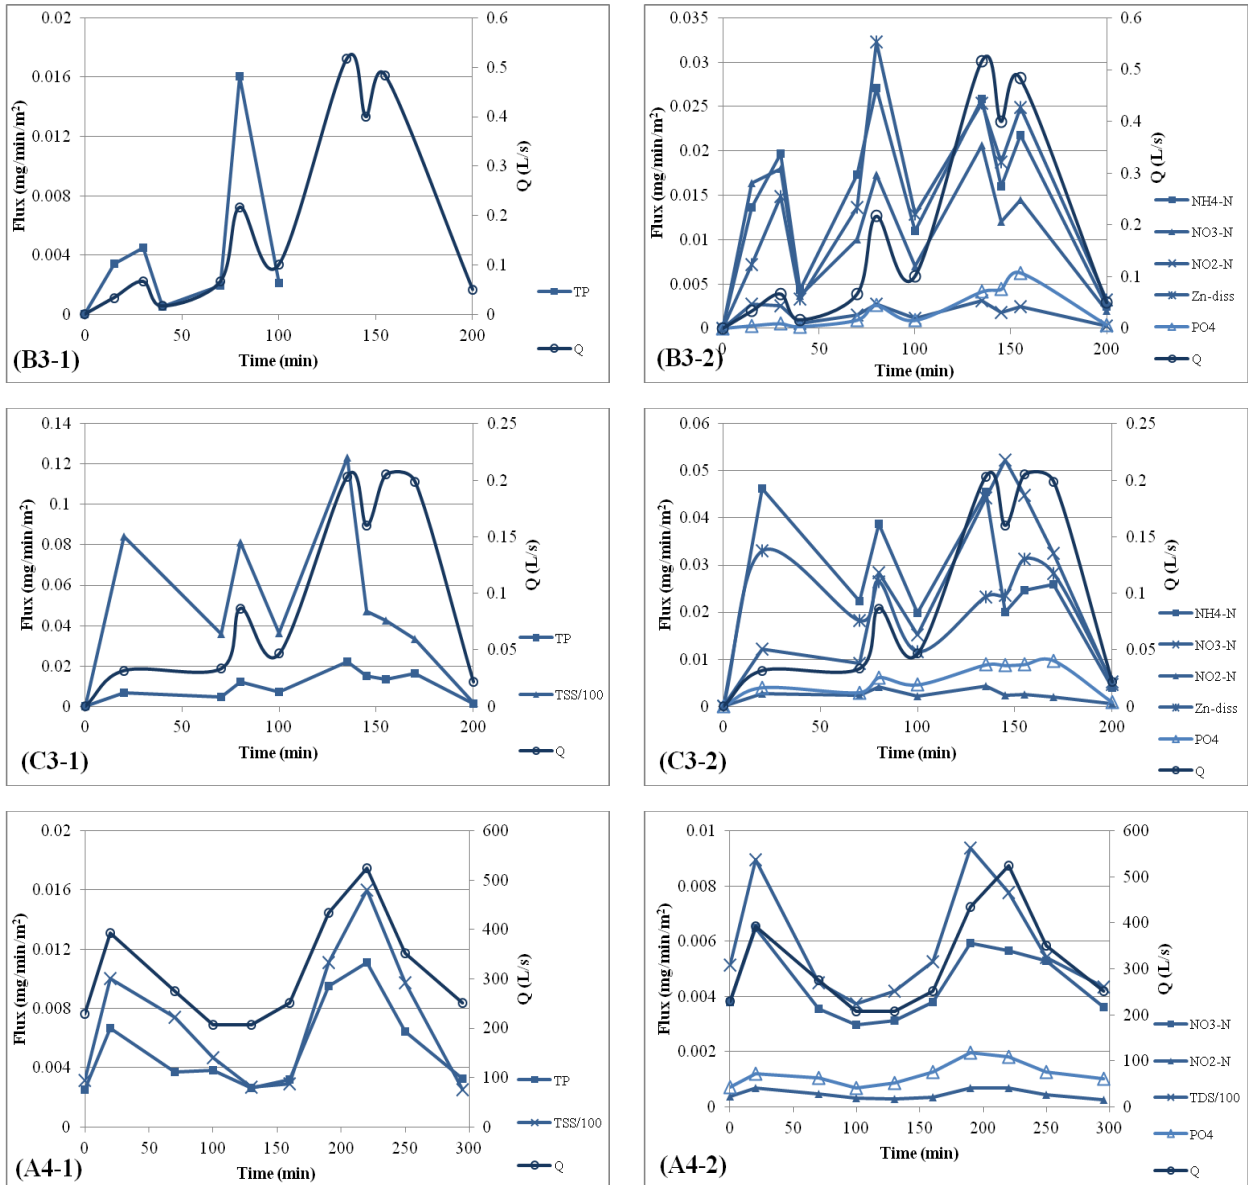 0.02
0.016
0.012
0.008
0.004
0
Flux (mg/min/m²)
0.6
0.5
0.4
0.3
0.2
0.1
0
Q (L/s)
0 50 100 150 200
Time (min)
TP
Q
(B3-1)
0.035
0.03
0.025
0.02
0.015
0.01
0.005
0
Flux (mg/min/m²)
0.6
0.5
0.4
0.3
0.2
0.1
0
Q (L/s)
0 50 100 150 200
Time (min)
NH4-N
NO3-N
NO2-N
Zn-diss
PO4
Q
(B3-2)
0.14
0.12
0.1
0.08
0.06
0.04
0.02
0
Flux (mg/min/m²)
0.25
0.2
0.15
0.1
0.05
0
Q (L/s)
0 50 100 150 200
Time (min)
TP
TSS/100
Q
(C3-1)
0.06
0.05
0.04
0.03
0.02
0.01
0
Flux (mg/min/m²)
0.25
0.2
0.15
0.1
0.05
0
Q (L/s)
0 50 100 150 200
Time (min)
NH4-N
NO3-N
NO2-N
Zn-diss
PO4
Q
(C3-2)
0.02
0.016
0.012
0.008
0.004
0
Flux (mg/min/m²)
600
500
400
300
200
100
0
Q (L/s)
0 50 100 150 200 250 300
Time (min)
TP
TSS/100
Q
(A4-1)
0.01
0.008
0.006
0.004
0.002
0
Flux (mg/min/m²)
600
500
400
300
200
100
0
Q (L/s)
0 50 100 150 200 250 300
Time (min)
NO3-N
NO2-N
TDS/100
PO4
Q
(A4-2)